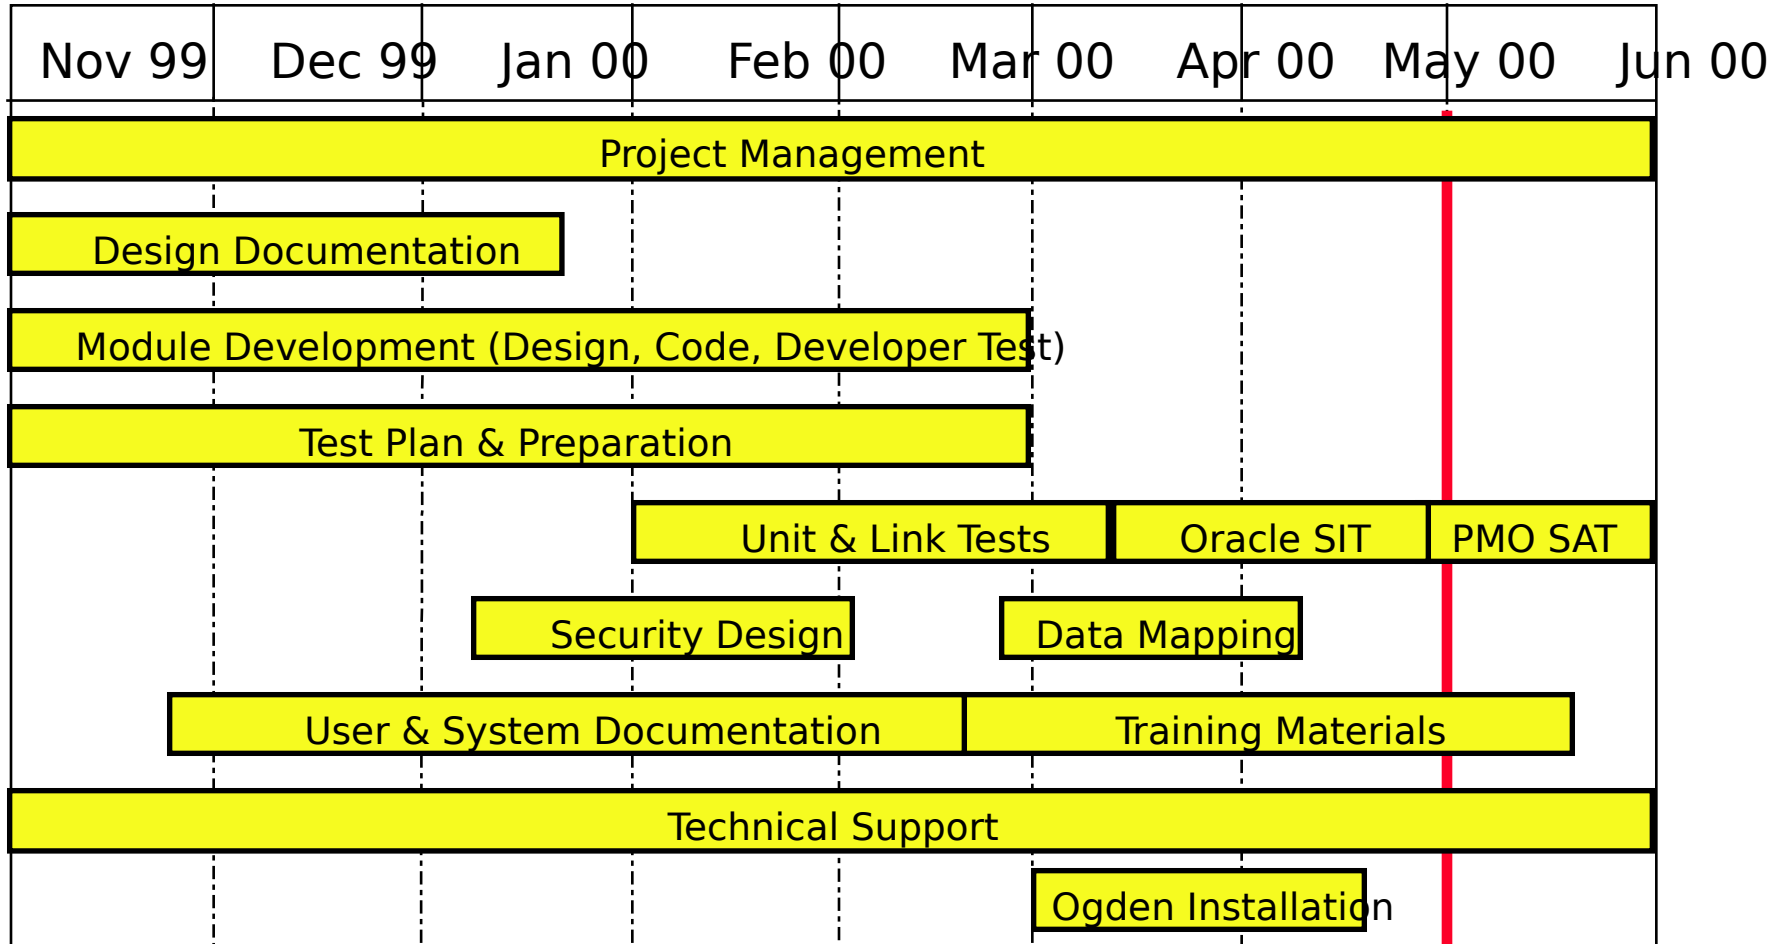 Nov 99 Dec 99 Jan 00 Feb 00 Mar 00 Apr 00 May 00 Jun 00
Project Management
Design Documentation
Module Development (Design, Code, Developer Test)
Test Plan & Preparation
Unit & Link Tests Oracle SIT PMO SAT
Security Design Data Mapping
User & System Documentation Training Materials
Technical Support
Ogden Installation